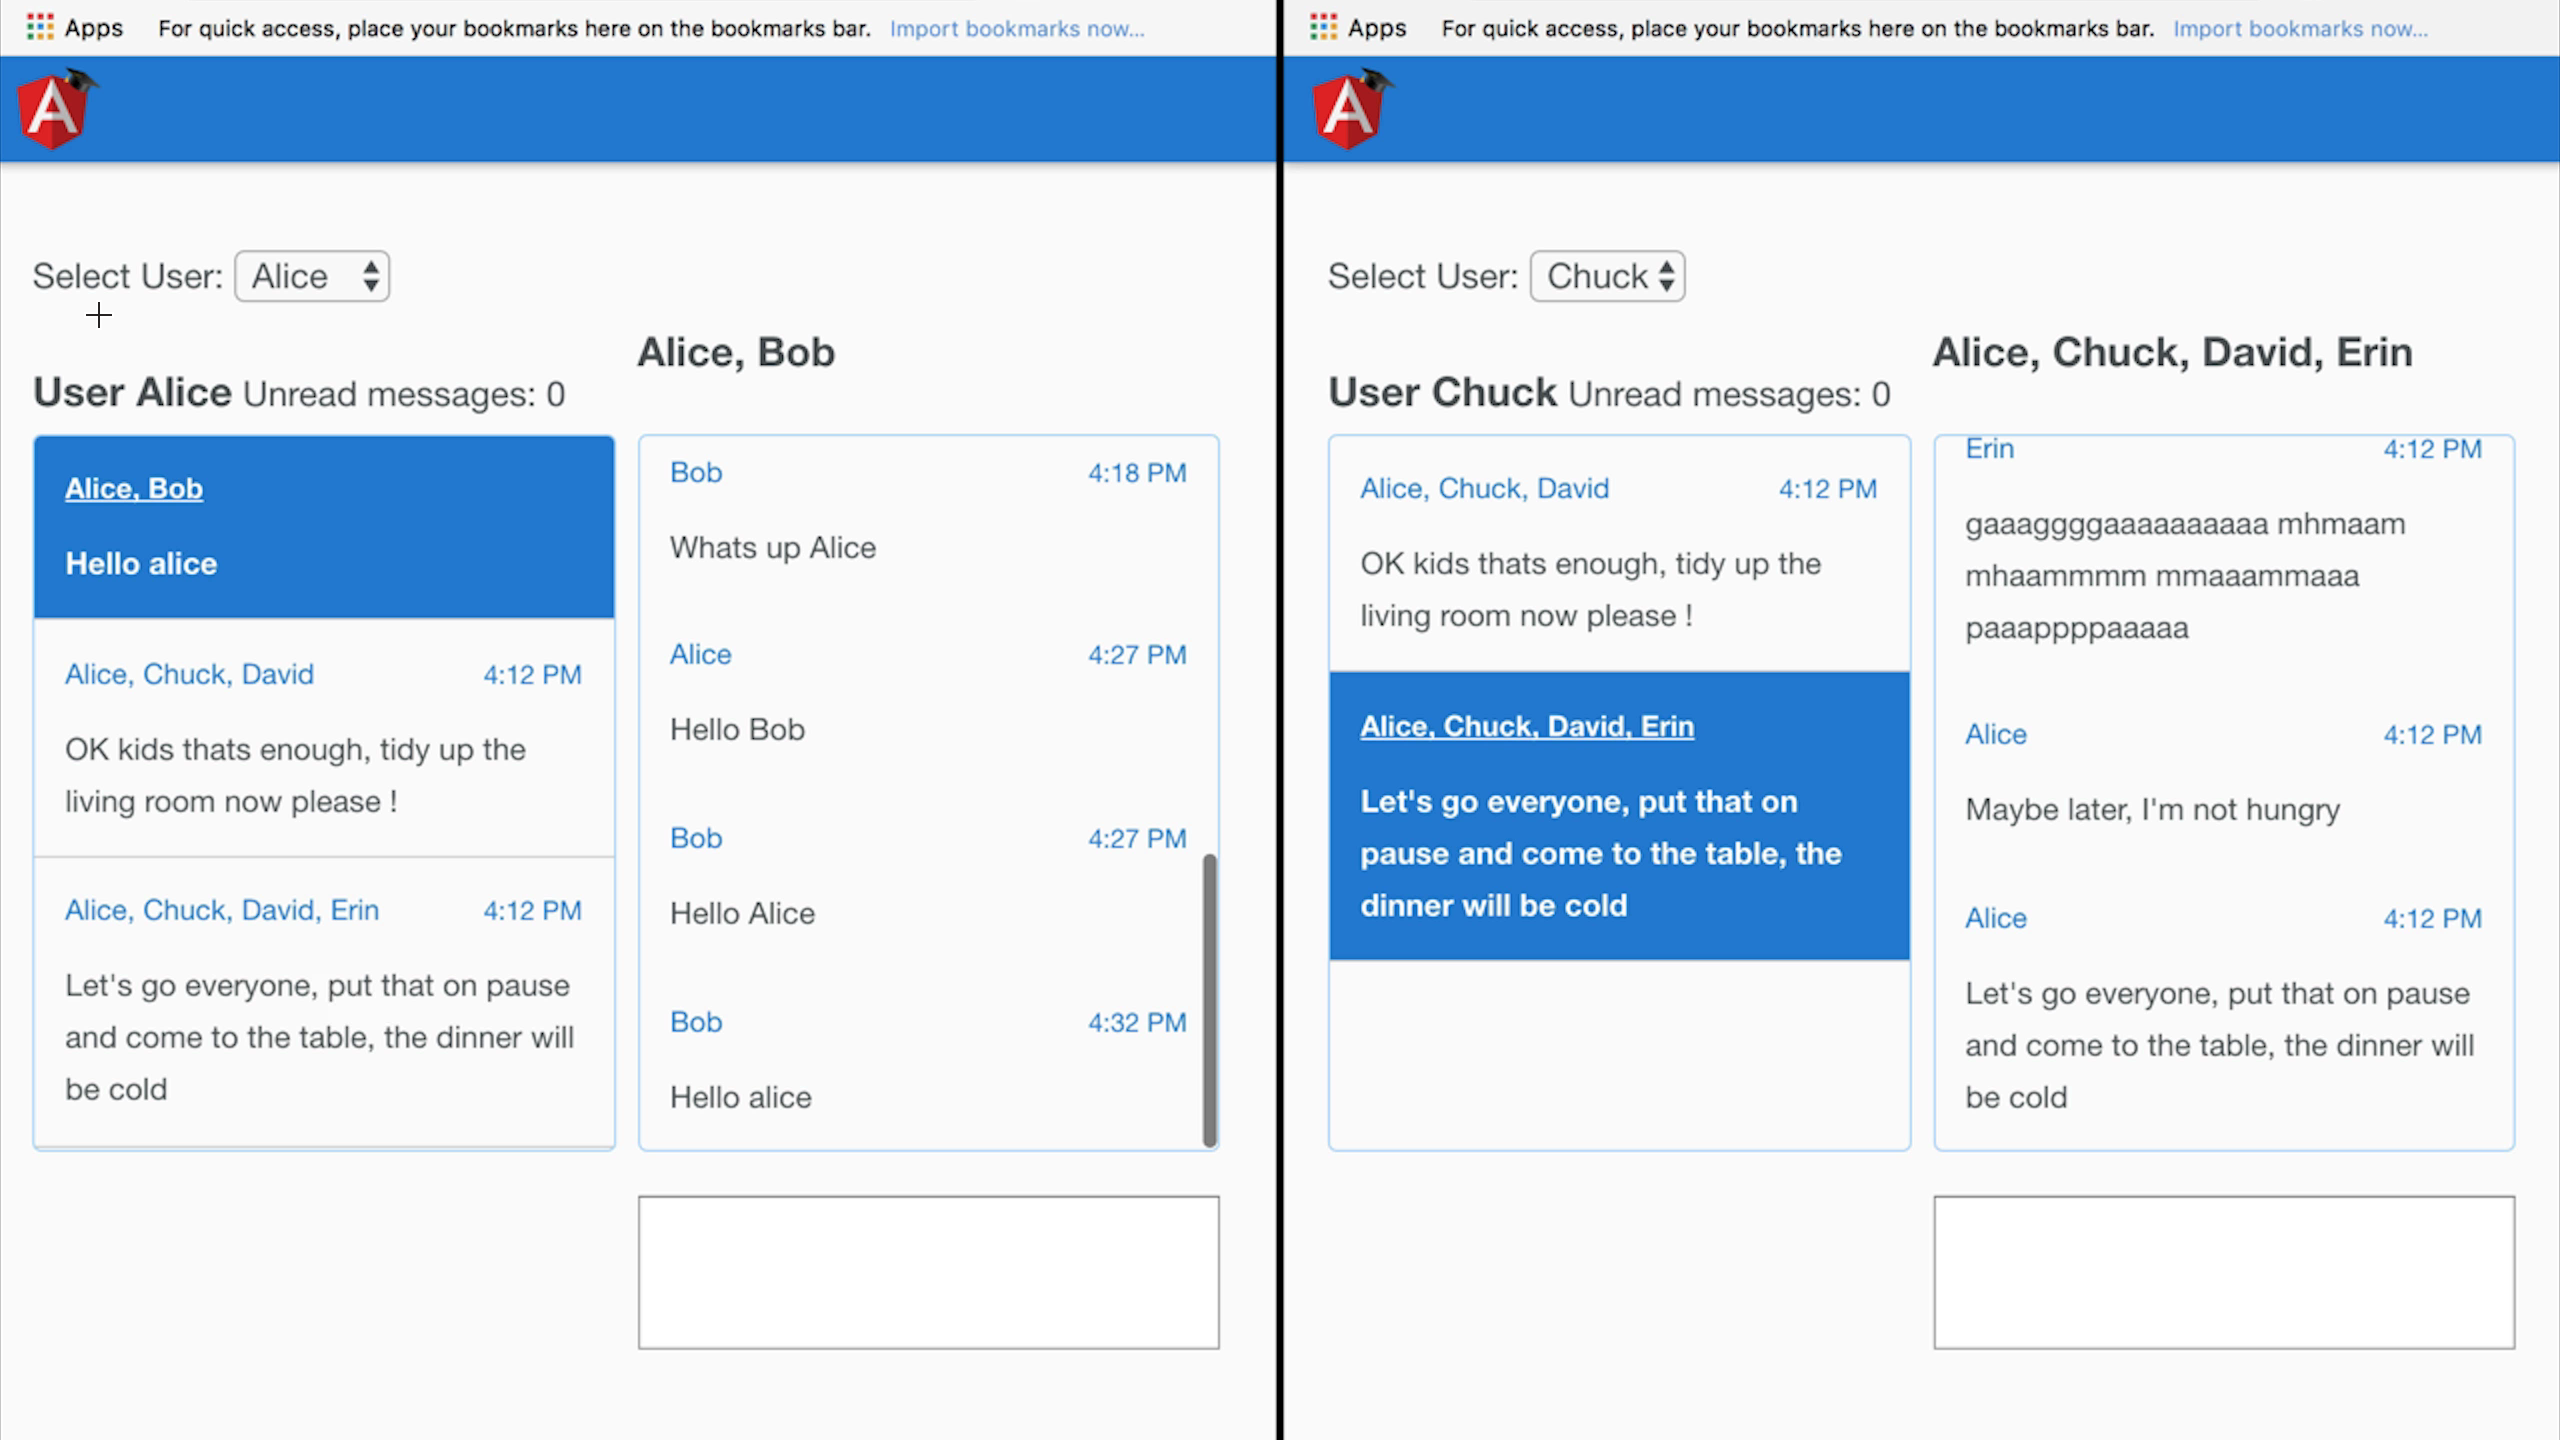 Apps For quick access, place your bookmarks here on the bookmarks bar. Import bookmarks now...
A
Select User: Alice
Alice, Bob
User Alice Unread messages: 0
Alice, Bob
Hello alice
Alice, Chuck, David 4:12 PM
OK kids thats enough, tidy up the
living room now please !
Alice, Chuck, David, Erin 4:12 PM
Let's go everyone, put that on pause
and come to the table, the dinner will
be cold
Bob 4:18 PM
Whats up Alice
Alice 4:27 PM
Hello Bob
Bob 4:27 PM
Hello Alice
Bob 4:32 PM
Hello alice
Apps For quick access, place your bookmarks here on the bookmarks bar. Import bookmarks now...
A
Select User: Chuck
Alice, Chuck, David, Erin
User Chuck Unread messages: 0
Alice, Chuck, David 4:12 PM
OK kids thats enough, tidy up the
living room now please !
Alice, Chuck, David, Erin
Let's go everyone, put that on
pause and come to the table, the
dinner will be cold
Erin 4:12 PM
gaaaggggaaaaaaaaaa mhmaam
mhaammmm mmaaammaaa
paaappppaaaaa
Alice 4:12 PM
Maybe later, I'm not hungry
Alice 4:12 PM
Let's go everyone, put that on pause
and come to the table, the dinner will
be cold